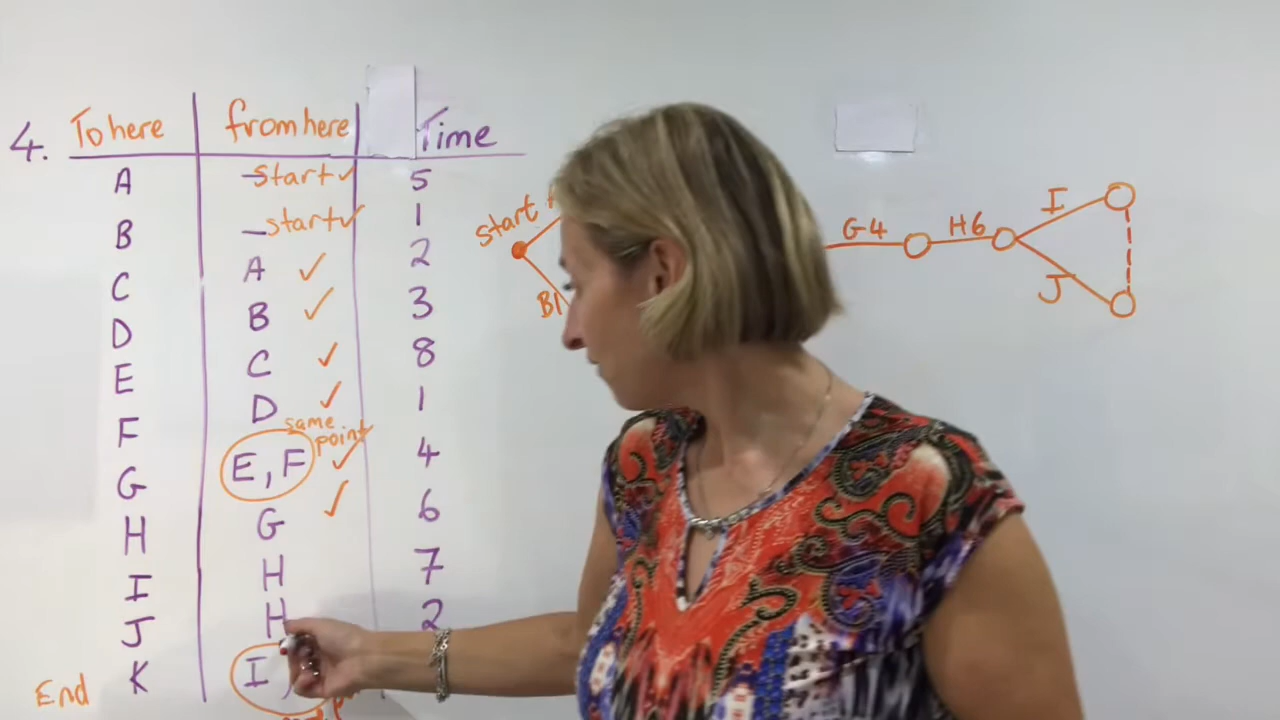 4. To here from here Time
A -start✓ 5
B -start✓ 1
C A ✓ 2
D B ✓ 3
E C ✓ 8
F D ✓ 1
G E, F same point ✓ 4
H G ✓ 6
I H 7
J H 2
End K I
start
B1
G4 H6 I
J